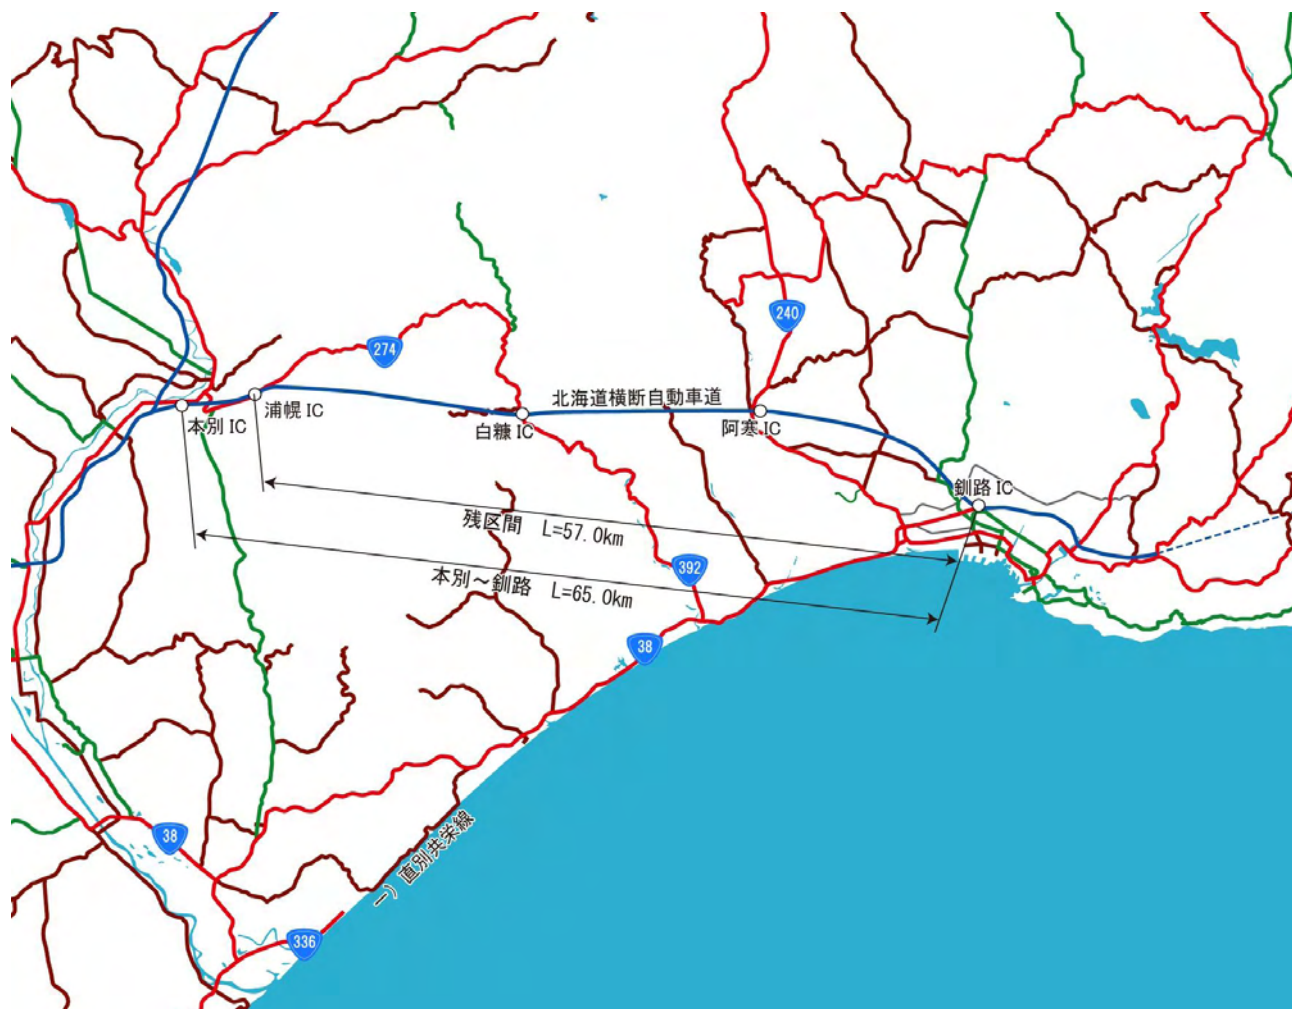 240
274
北海道横断自動車道
浦幌 IC
本別 IC
白糠 IC
阿寒 IC
釧路 IC
残区間 L=57.0km
本別～釧路 L=65.0km
392
38
38
一）直別共栄線
336